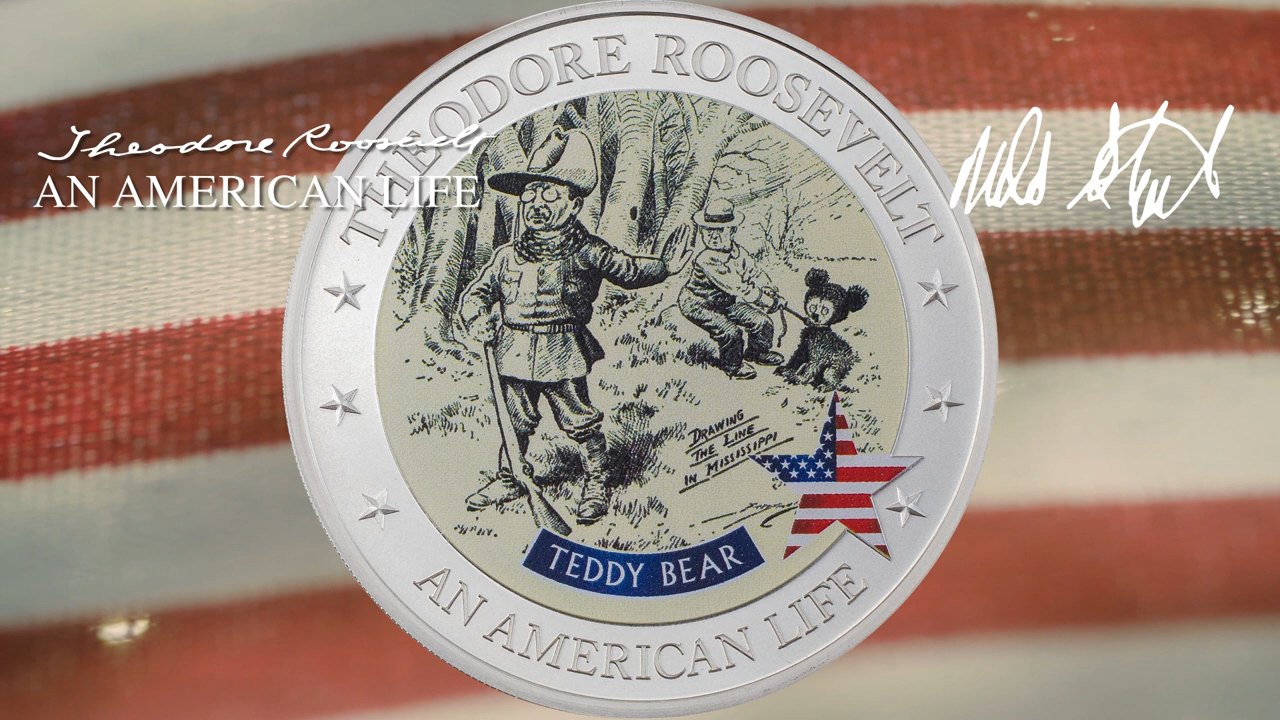 Theodore Roosevelt
AN AMERICAN LIFE
THEODORE ROOSEVELT
DRAWING
THE LINE
IN MISSISSIPPI
TEDDY BEAR
AN AMERICAN LIFE